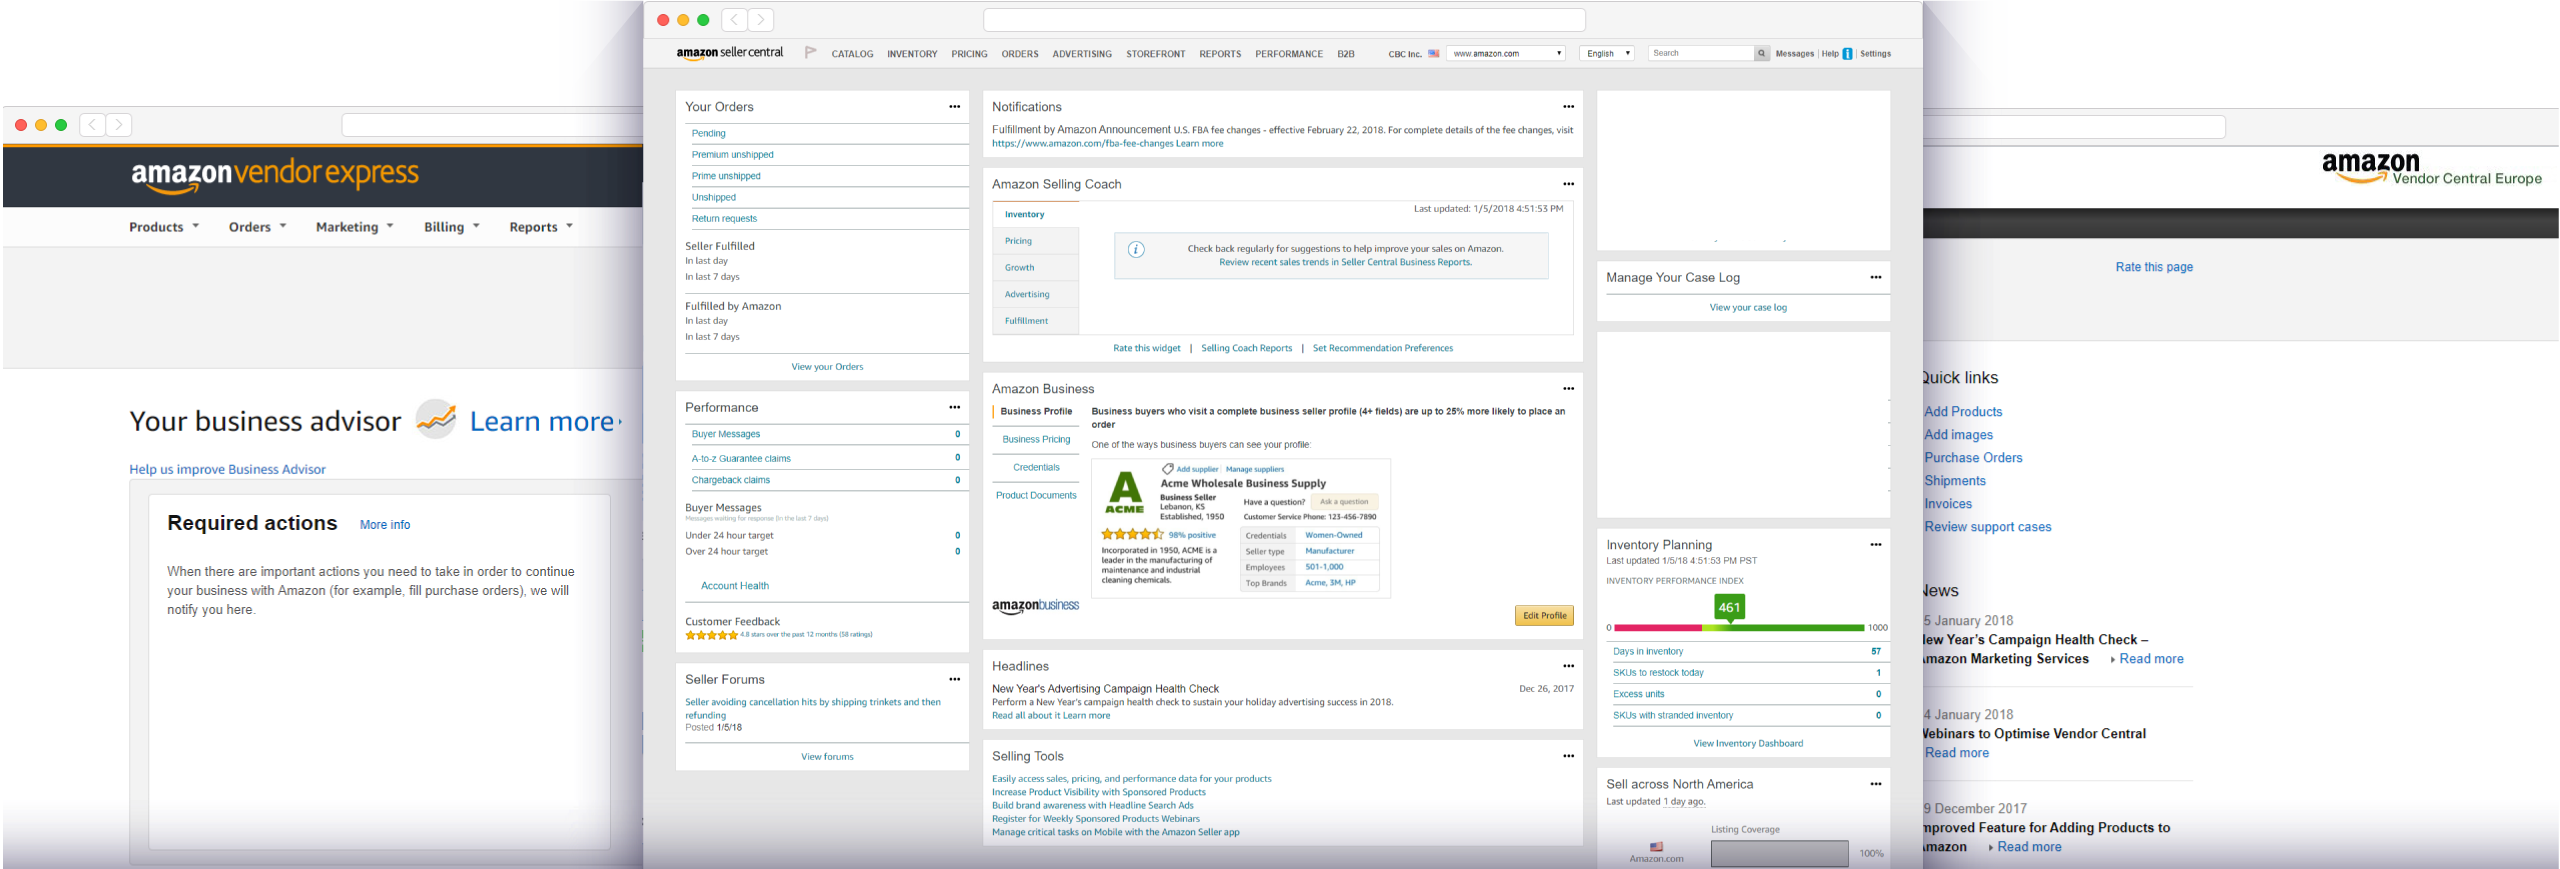 amazon vendor express
Products
Orders
Marketing
Billing
Reports
Your business advisor
Learn more
Help us improve Business Advisor
Required actions
More info
When there are important actions you need to take in order to continue
your business with Amazon (for example, fill purchase orders), we will
notify you here.
amazon seller central
CATALOG
INVENTORY
PRICING
ORDERS
ADVERTISING
STOREFRONT
REPORTS
PERFORMANCE
B2B
CBC Inc.
www.amazon.com
English
Search
Messages | Help | Settings
Your Orders
Pending
Premium unshipped
Prime unshipped
Unshipped
Return requests
Seller Fulfilled
In last day
In last 7 days
Fulfilled by Amazon
In last day
In last 7 days
View your Orders
Performance
Buyer Messages 0
A-to-z Guarantee claims 0
Chargeback claims 0
Buyer Messages
Messages waiting for response (in the last 7 days)
Under 24 hour target 0
Over 24 hour target 0
Account Health
Customer Feedback
4.8 stars over the past 12 months (58 ratings)
Seller Forums
Seller avoiding cancellation hits by shipping trinkets and then
refunding
Posted 1/5/18
View forums
Notifications
Fulfillment by Amazon Announcement U.S. FBA fee changes - effective February 22, 2018. For complete details of the fee changes, visit
https://www.amazon.com/fba-fee-changes Learn more
Amazon Selling Coach
Last updated: 1/5/2018 4:51:53 PM
Inventory
Pricing
Growth
Advertising
Fulfillment
Check back regularly for suggestions to help improve your sales on Amazon.
Review recent sales trends in Seller Central Business Reports.
Rate this widget | Selling Coach Reports | Set Recommendation Preferences
Amazon Business
Business Profile
Business Pricing
Credentials
Product Documents
amazonbusiness
Business buyers who visit a complete business seller profile (4+ fields) are up to 25% more likely to place an
order
One of the ways business buyers can see your profile:
A
ACME
Add supplier | Manage suppliers
Acme Wholesale Business Supply
Business Seller
Lebanon, KS
Established, 1950
Have a question? Ask a question
Customer Service Phone: 123-456-7890
98% positive
Incorporated in 1950, ACME is a
leader in the manufacturing of
maintenance and industrial
cleaning chemicals.
Credentials Women-Owned
Seller type Manufacturer
Employees 501-1,000
Top Brands Acme, 3M, HP
Edit Profile
Headlines
New Year's Advertising Campaign Health Check Dec 26, 2017
Perform a New Year's campaign health check to sustain your holiday advertising success in 2018.
Read all about it Learn more
Selling Tools
Easily access sales, pricing, and performance data for your products
Increase Product Visibility with Sponsored Products
Build brand awareness with Headline Search Ads
Register for Weekly Sponsored Products Webinars
Manage critical tasks on Mobile with the Amazon Seller app
Manage Your Case Log
View your case log
Inventory Planning
Last updated 1/5/18 4:51:53 PM PST
INVENTORY PERFORMANCE INDEX
461
0 1000
Days in inventory 57
SKUs to restock today 1
Excess units 0
SKUs with stranded inventory 0
View Inventory Dashboard
Sell across North America
Last updated 1 day ago.
Listing Coverage
Amazon.com 100%
amazon
Vendor Central Europe
Rate this page
Quick links
Add Products
Add images
Purchase Orders
Shipments
Invoices
Review support cases
News
5 January 2018
New Year's Campaign Health Check –
Amazon Marketing Services Read more
4 January 2018
Webinars to Optimise Vendor Central
Read more
9 December 2017
Improved Feature for Adding Products to
Amazon Read more